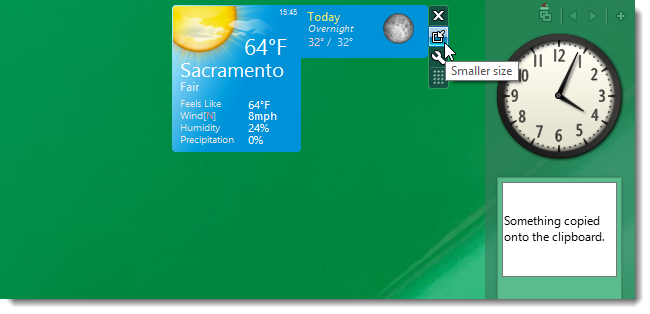 15:45
64°F
Sacramento
Fair
Feels Like 64°F
Wind[N] 8mph
Humidity 24%
Precipitation 0%
Today
Overnight
32° / 32°
Smaller size
12
1
2
3
4
5
6
7
8
9
10
11
Something copied
onto the clipboard.